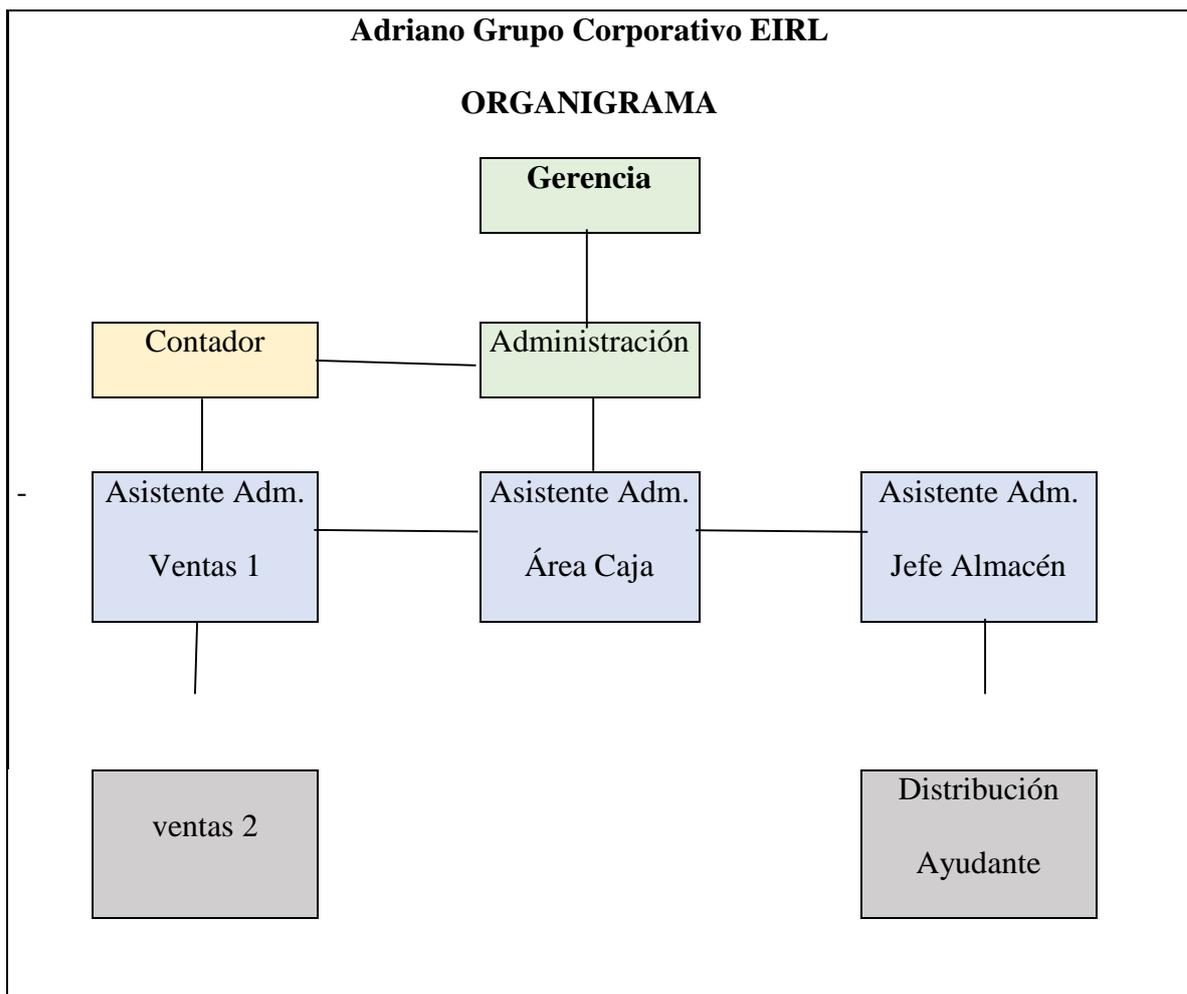 Adriano Grupo Corporativo EIRL
ORGANIGRAMA
Gerencia
Contador
Administración
-
Asistente Adm.
Ventas 1
Asistente Adm.
Área Caja
Asistente Adm.
Jefe Almacén
ventas 2
Distribución
Ayudante